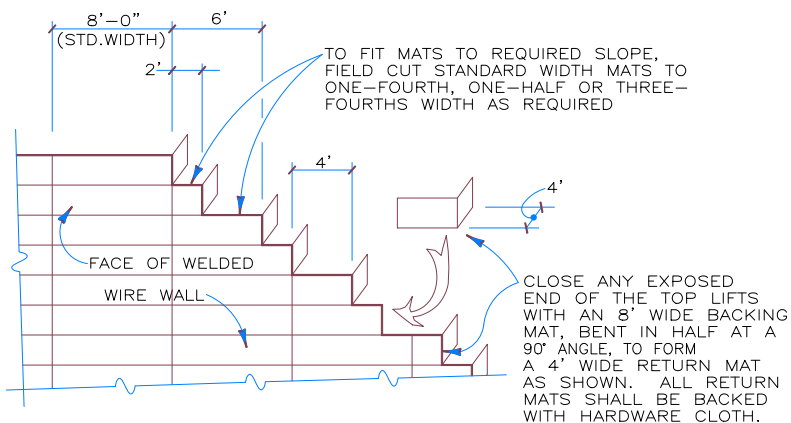 8'-0" 6'
(STD.WIDTH)
2'
TO FIT MATS TO REQUIRED SLOPE,
FIELD CUT STANDARD WIDTH MATS TO
ONE-FOURTH, ONE-HALF OR THREE-
FOURTHS WIDTH AS REQUIRED
4'
4'
FACE OF WELDED
WIRE WALL
CLOSE ANY EXPOSED
END OF THE TOP LIFTS
WITH AN 8' WIDE BACKING
MAT, BENT IN HALF AT A
90° ANGLE, TO FORM
A 4' WIDE RETURN MAT
AS SHOWN. ALL RETURN
MATS SHALL BE BACKED
WITH HARDWARE CLOTH.